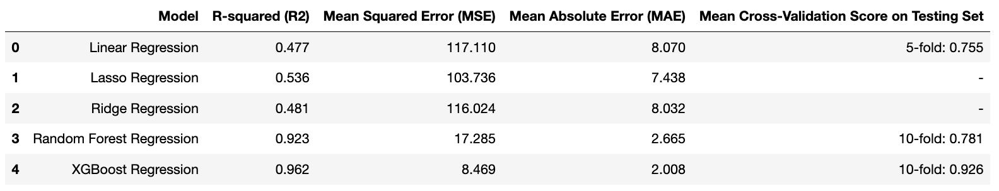 Model R-squared (R2) Mean Squared Error (MSE) Mean Absolute Error (MAE) Mean Cross-Validation Score on Testing Set
0 Linear Regression 0.477 117.110 8.070 5-fold: 0.755
1 Lasso Regression 0.536 103.736 7.438 -
2 Ridge Regression 0.481 116.024 8.032 -
3 Random Forest Regression 0.923 17.285 2.665 10-fold: 0.781
4 XGBoost Regression 0.962 8.469 2.008 10-fold: 0.926